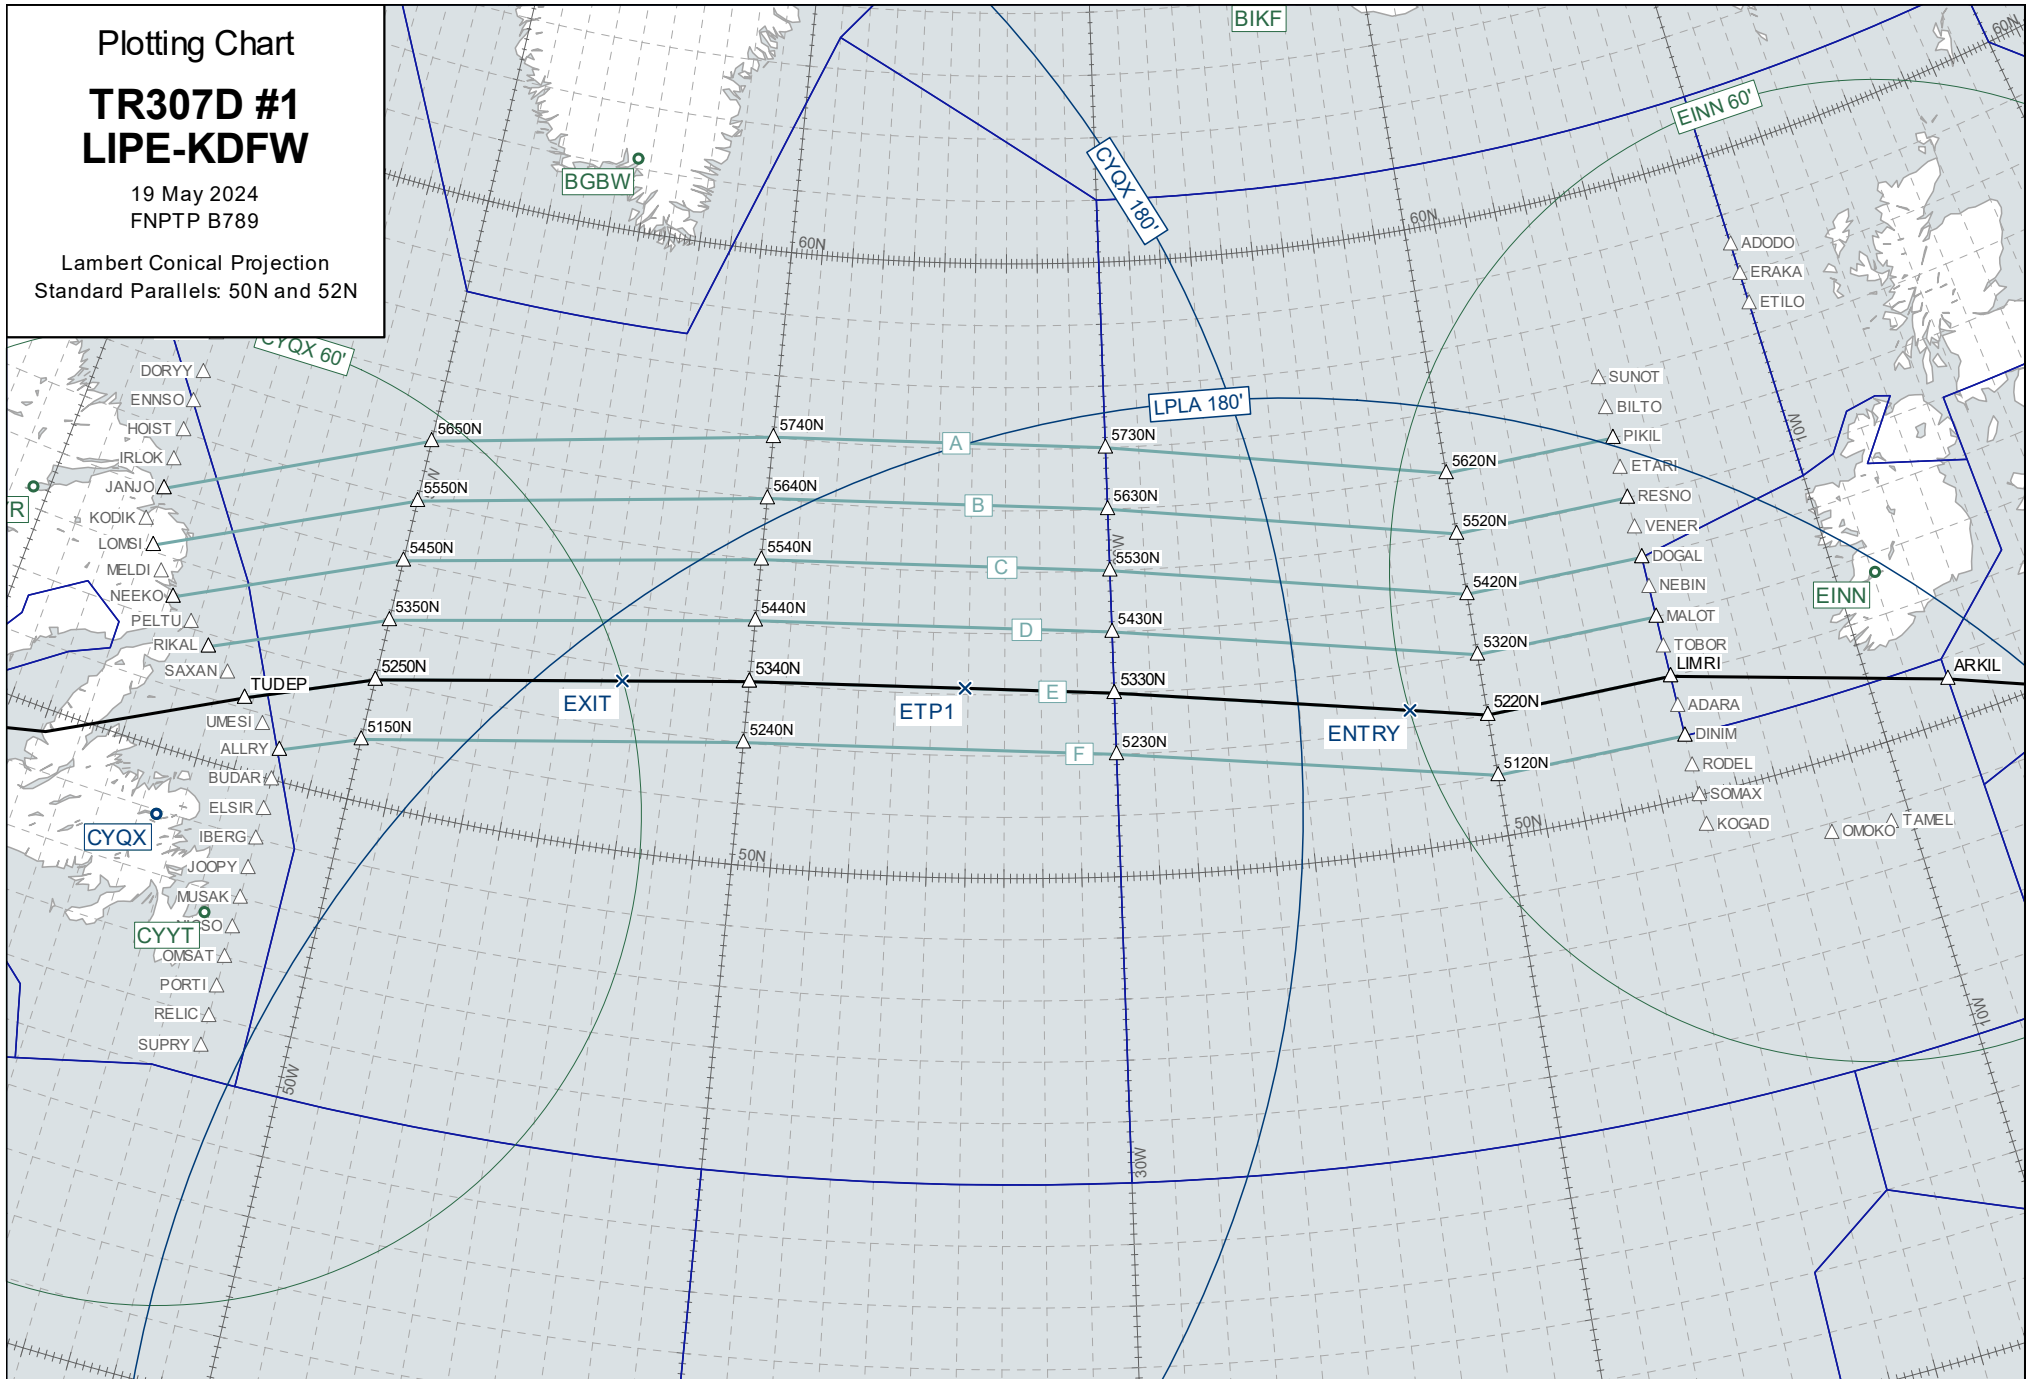 Plotting Chart
TR307D #1
LIPE-KDFW
19 May 2024
FNPTP B789
Lambert Conical Projection
Standard Parallels: 50N and 52N
BIKF
BGBW
CYQX 180'
EINN 60'
60N
60N
60N
ADODO
ERAKA
ETILO
CYQX 60'
LPLA 180'
DORYY
ENNSO
HOIST
IRLOK
JANJO
KODIK
LOMSI
MELDI
NEEKO
PELTU
RIKAL
SAXAN
TUDEP
UMESI
ALLRY
BUDAR
ELSIR
IBERG
JOOPY
MUSAK
SO
OMSAT
PORTI
RELIC
SUPRY
YR
CYQX
CYYT
5650N
5740N
A
5730N
5620N
5550N
5640N
B
5630N
5520N
5450N
5540N
C
5530N
5420N
5350N
5440N
D
5430N
5320N
5250N
5340N
E
5330N
5220N
5150N
5240N
F
5230N
5120N
EXIT
ETP1
ENTRY
SUNOT
BILTO
PIKIL
ETARI
RESNO
VENER
DOGAL
NEBIN
MALOT
TOBOR
LIMRI
ADARA
DINIM
RODEL
SOMAX
KOGAD
OMOKO
TAMEL
ARKIL
EINN
10W
50N
50N
10W
50W
30W